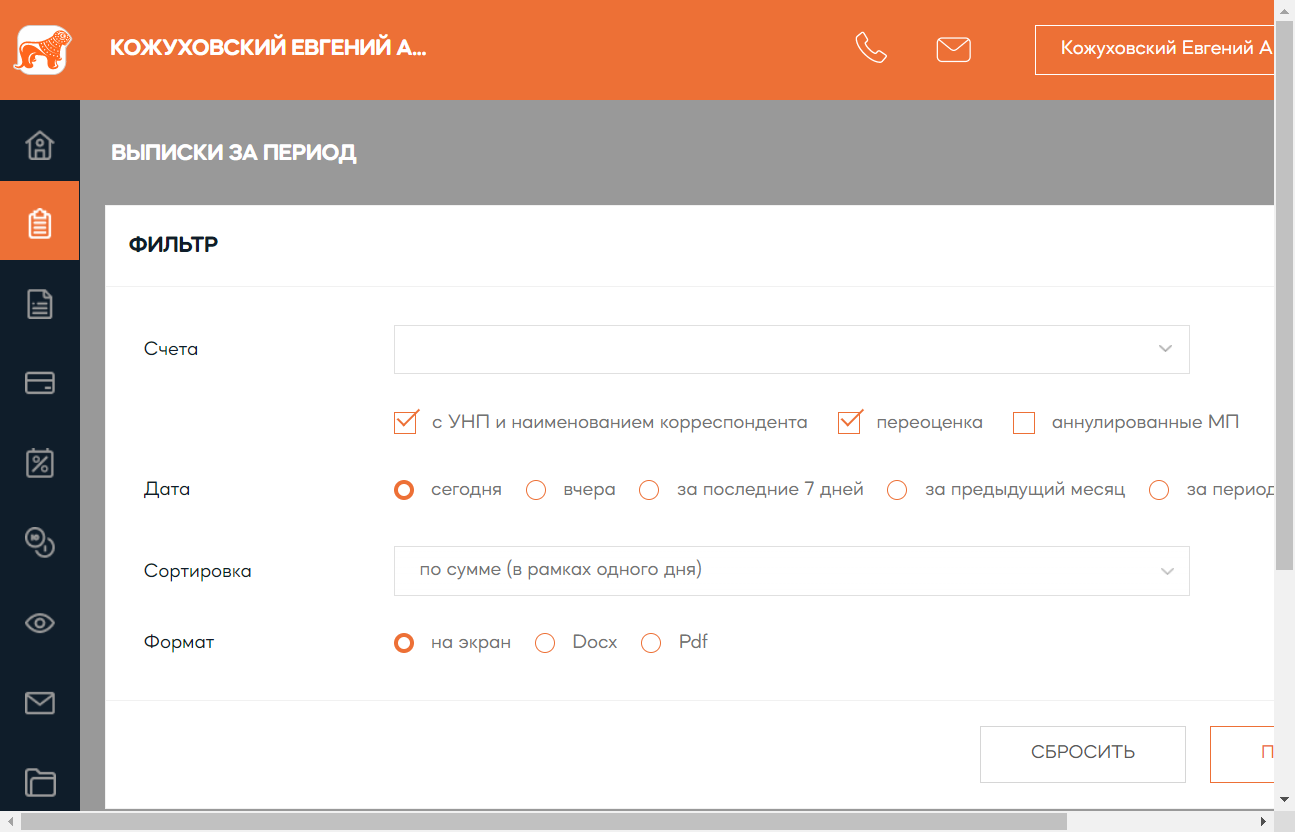 КОЖУХОВСКИЙ ЕВГЕНИЙ А...
Кожуховский Евгений А
ВЫПИСКИ ЗА ПЕРИОД
ФИЛЬТР
Счета
с УНП и наименованием корреспондента переоценка аннулированные МП
Дата сегодня вчера за последние 7 дней за предыдущий месяц за период
Сортировка по сумме (в рамках одного дня)
Формат на экран Docx Pdf
СБРОСИТЬ П